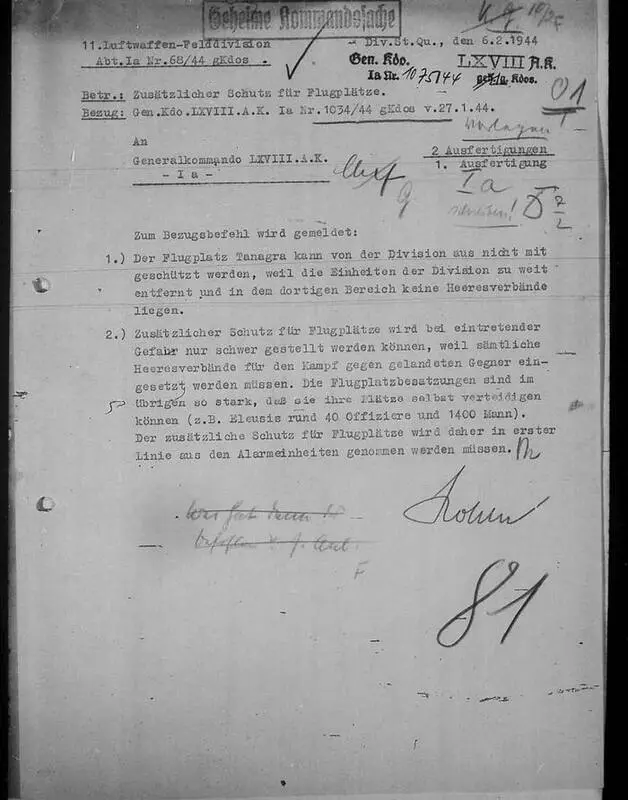 Geheime Kommandosache
11.Luftwaffen-Felddivision
Abt.Ia Nr.68/44 gKdos .
- Div.St.Qu., den 6.2.1944
Gen. Kdo. LXVIII A.K.
Ia Nr. 1075/44 geh. Kdos.
01
Betr.: Zusätzlicher Schutz für Flugplätze.
Bezug: Gen.Kdo.LXVIII.A.K. Ia Nr.1034/44 gKdos v.27.1.44.
An
Generalkommando LXVIII.A.K.
- I a -
2 Ausfertigungen
1. Ausfertigung
Ia
Zum Bezugsbefehl wird gemeldet:
1.) Der Flugplatz Tanagra kann von der Division aus nicht mit
geschützt werden, weil die Einheiten der Division zu weit
entfernt und in dem dortigen Bereich keine Heeresverbände
liegen.
2.) Zusätzlicher Schutz für Flugplätze wird bei eintretender
Gefahr nur schwer gestellt werden können, weil sämtliche
Heeresverbände für den Kampf gegen gelandeten Gegner ein-
gesetzt werden müssen. Die Flugplatzbesatzungen sind im
übrigen so stark, daß sie ihre Plätze selbst verteidigen
können (z.B. Eleusis rund 40 Offiziere und 1400 Mann).
Der zusätzliche Schutz für Flugplätze wird daher in erster
Linie aus den Alarmeinheiten genommen werden müssen.
F
81